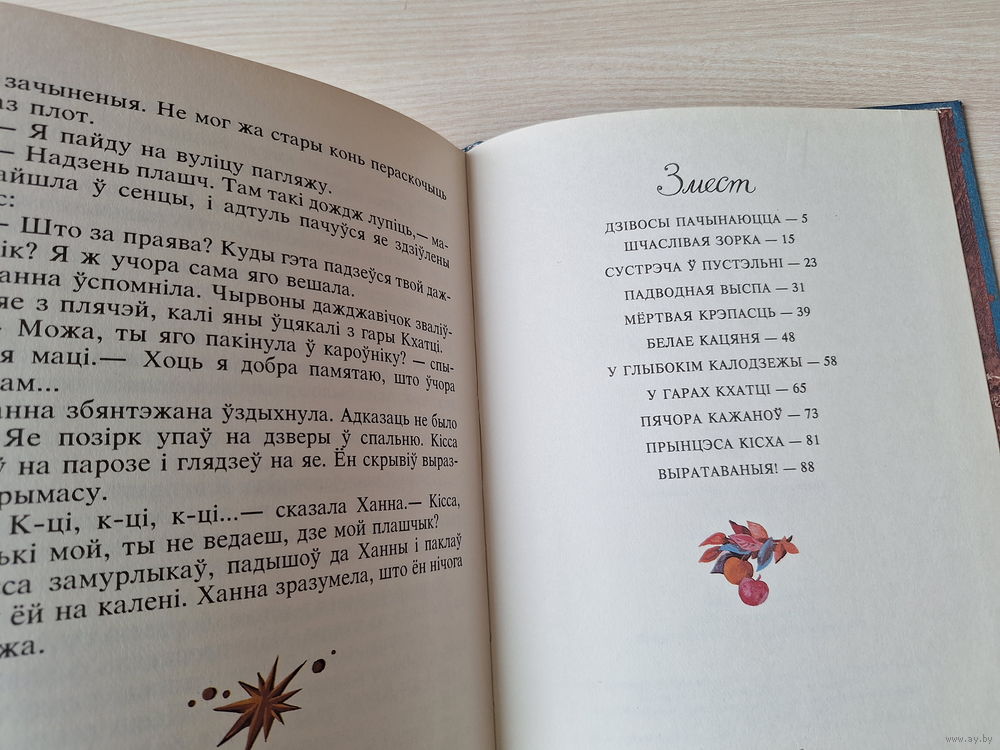 зачыненыя. Не мог жа стары конь пераскочыць
плот.
— Я пайду на вуліцу пагляжу.
— Надзень плашч. Там такі дождж лупіць,— ма-
ў сенцы, і адтуль пачуўся яе здзіўлены
— Што за праява? Куды гэта падзеўся твой даж-
Я ж учора сама яго вешала.
ўспомніла. Чырвоны дажджавічок зваліў-
яе з плячэй, калі яны ўцякалі з гары Кхатці.
Можа, ты яго пакінула ў кароўніку? — спы-
маці.— Хоць я добра памятаю, што ўчора
збянтэжана ўздыхнула. Адказаць не было
Яе позірк упаў на дзверы ў спальню. Кісса
на парозе і глядзеў на яе. Ён скрывіў выраз-
К-ці, к-ці, к-ці...— сказала Ханна.— Кісса,
мой, ты не ведаеш, дзе мой плашчык?
замурлыкаў, падышоў да Ханны і паклаў
ёй на калені. Ханна зразумела, што ён нічога
Змест
ДЗІВОСЫ ПАЧЫНАЮЦЦА — 5
ШЧАСЛІВАЯ ЗОРКА — 15
СУСТРЭЧА Ў ПУСТЭЛЬНІ — 23
ПАДВОДНАЯ ВЫСПА — 31
МЁРТВАЯ КРЭПАСЦЬ — 39
БЕЛАЕ КАЦЯНЯ — 48
У ГЛЫБОКІМ КАЛОДЗЕЖЫ — 58
У ГАРАХ КХАТЦІ — 65
ПЯЧОРА КАЖАНОЎ — 73
ПРЫНЦЭСА КІСХА — 81
ВЫРАТАВАНЫЯ! — 88
www.ay.by